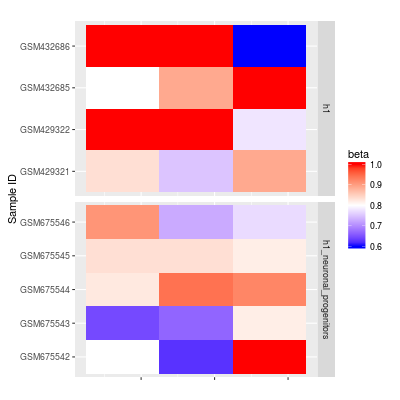 Sample ID
GSM432686
GSM432685
GSM429322
GSM429321
h1
GSM675546
GSM675545
GSM675544
GSM675543
GSM675542
h1_neuronal_progenitors
beta
1.0
0.9
0.8
0.7
0.6